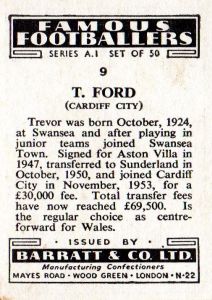 FAMOUS
FOOTBALLERS
SERIES A.1 SET OF 50
9
T. FORD
(CARDIFF CITY)
Trevor was born October, 1924,
at Swansea and after playing in
junior teams joined Swansea
Town. Signed for Aston Villa in
1947, transferred to Sunderland in
October, 1950, and joined Cardiff
City in November, 1953, for a
£30,000 fee. Total transfer fees
have now reached £69,500. Is
the regular choice as centre-
forward for Wales.
· ISSUED BY ·
BARRATT & CO. LTD.
Manufacturing Confectioners
MAYES ROAD · WOOD GREEN · LONDON · N·22